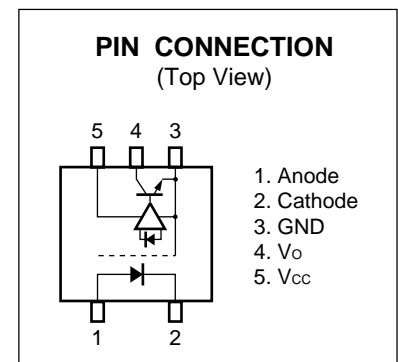 PIN CONNECTION
(Top View)
5 4 3
1. Anode
2. Cathode
3. GND
4. Vo
5. Vcc
1 2